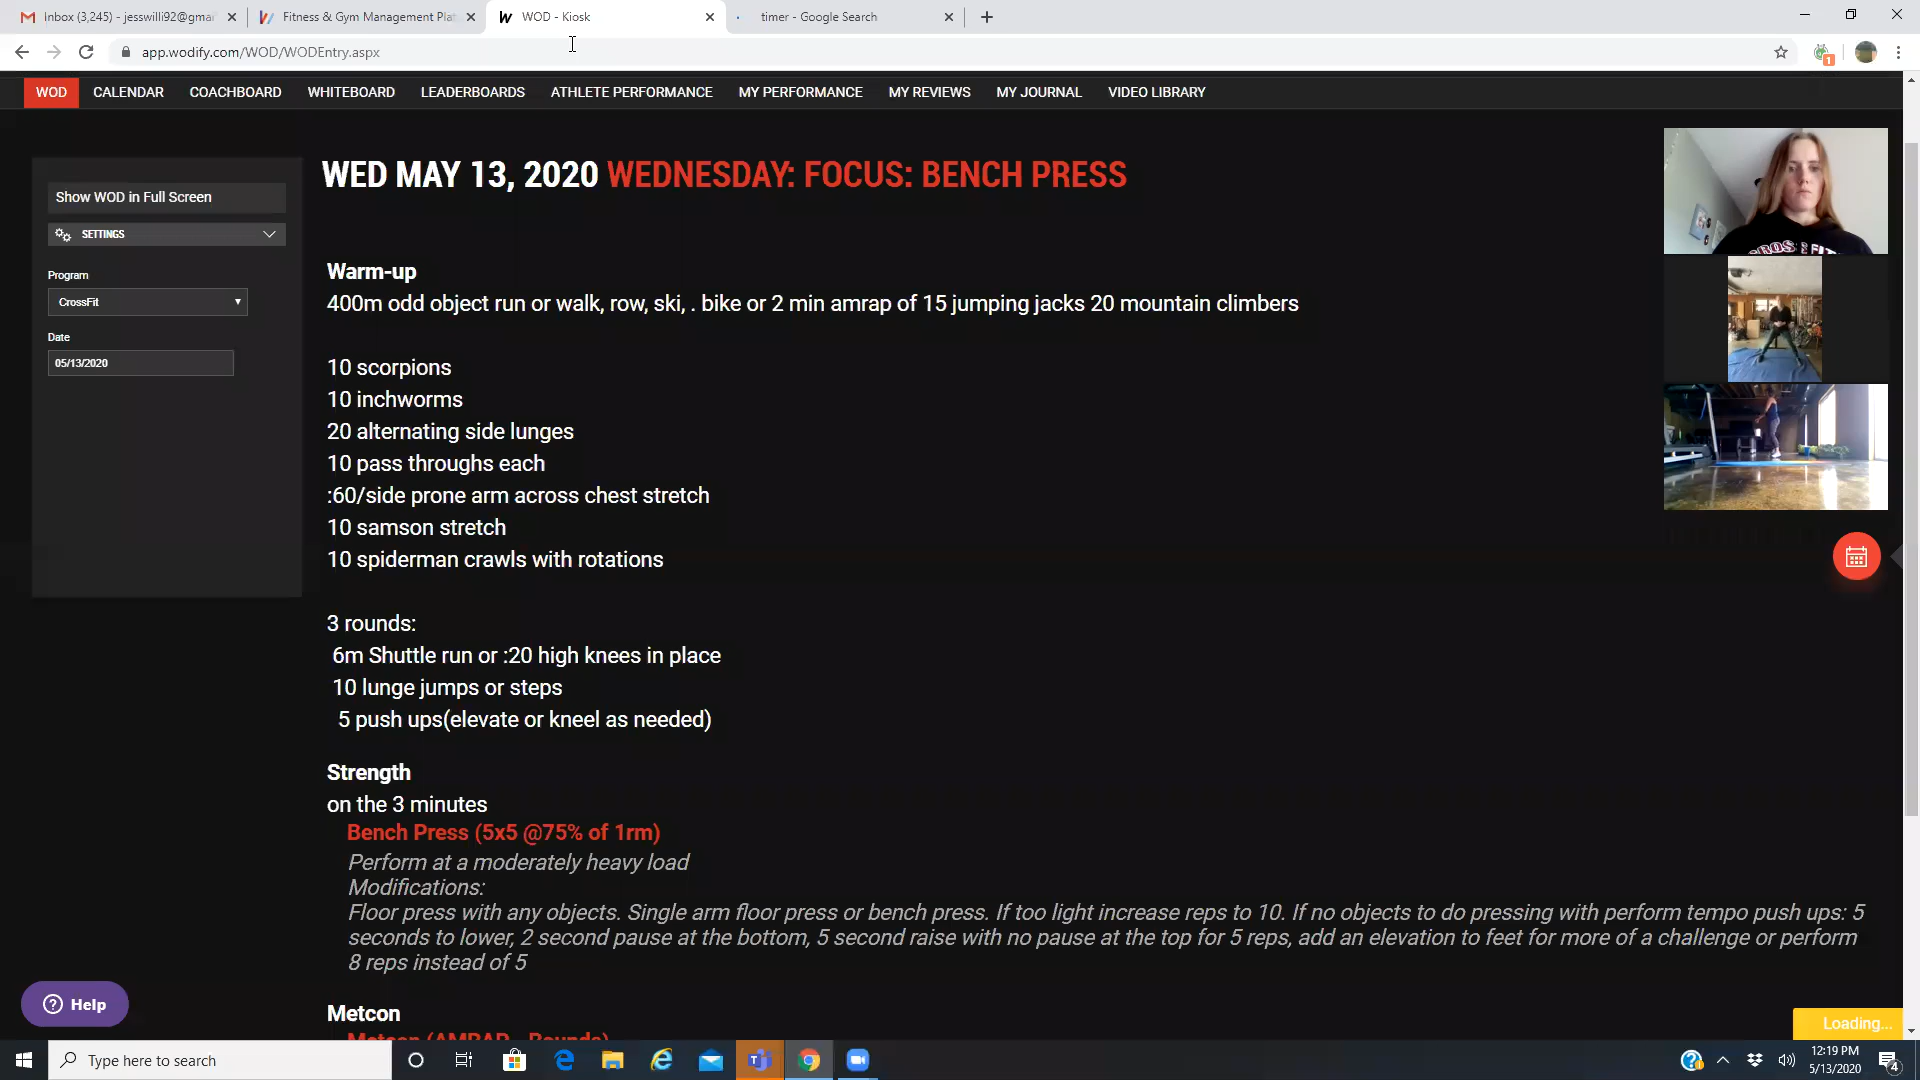 Inbox (3,245) - jesswilli92@gmai
Fitness & Gym Management Plat
WOD - Kiosk
timer - Google Search
app.wodify.com/WOD/WODEntry.aspx
1
WOD
CALENDAR
COACHBOARD
WHITEBOARD
LEADERBOARDS
ATHLETE PERFORMANCE
MY PERFORMANCE
MY REVIEWS
MY JOURNAL
VIDEO LIBRARY
Show WOD in Full Screen
SETTINGS
Program
CrossFit
Date
05/13/2020
WED MAY 13, 2020 WEDNESDAY: FOCUS: BENCH PRESS
Warm-up
400m odd object run or walk, row, ski, . bike or 2 min amrap of 15 jumping jacks 20 mountain climbers
10 scorpions
10 inchworms
20 alternating side lunges
10 pass throughs each
:60/side prone arm across chest stretch
10 samson stretch
10 spiderman crawls with rotations
3 rounds:
6m Shuttle run or :20 high knees in place
10 lunge jumps or steps
5 push ups(elevate or kneel as needed)
Strength
on the 3 minutes
Bench Press (5x5 @75% of 1rm)
Perform at a moderately heavy load
Modifications:
Floor press with any objects. Single arm floor press or bench press. If too light increase reps to 10. If no objects to do pressing with perform tempo push ups: 5
seconds to lower, 2 second pause at the bottom, 5 second raise with no pause at the top for 5 reps, add an elevation to feet for more of a challenge or perform
8 reps instead of 5
Metcon
Metcon (AMRAP - Rounds)
Help
Loading...
Type here to search
12:19 PM
5/13/2020
4